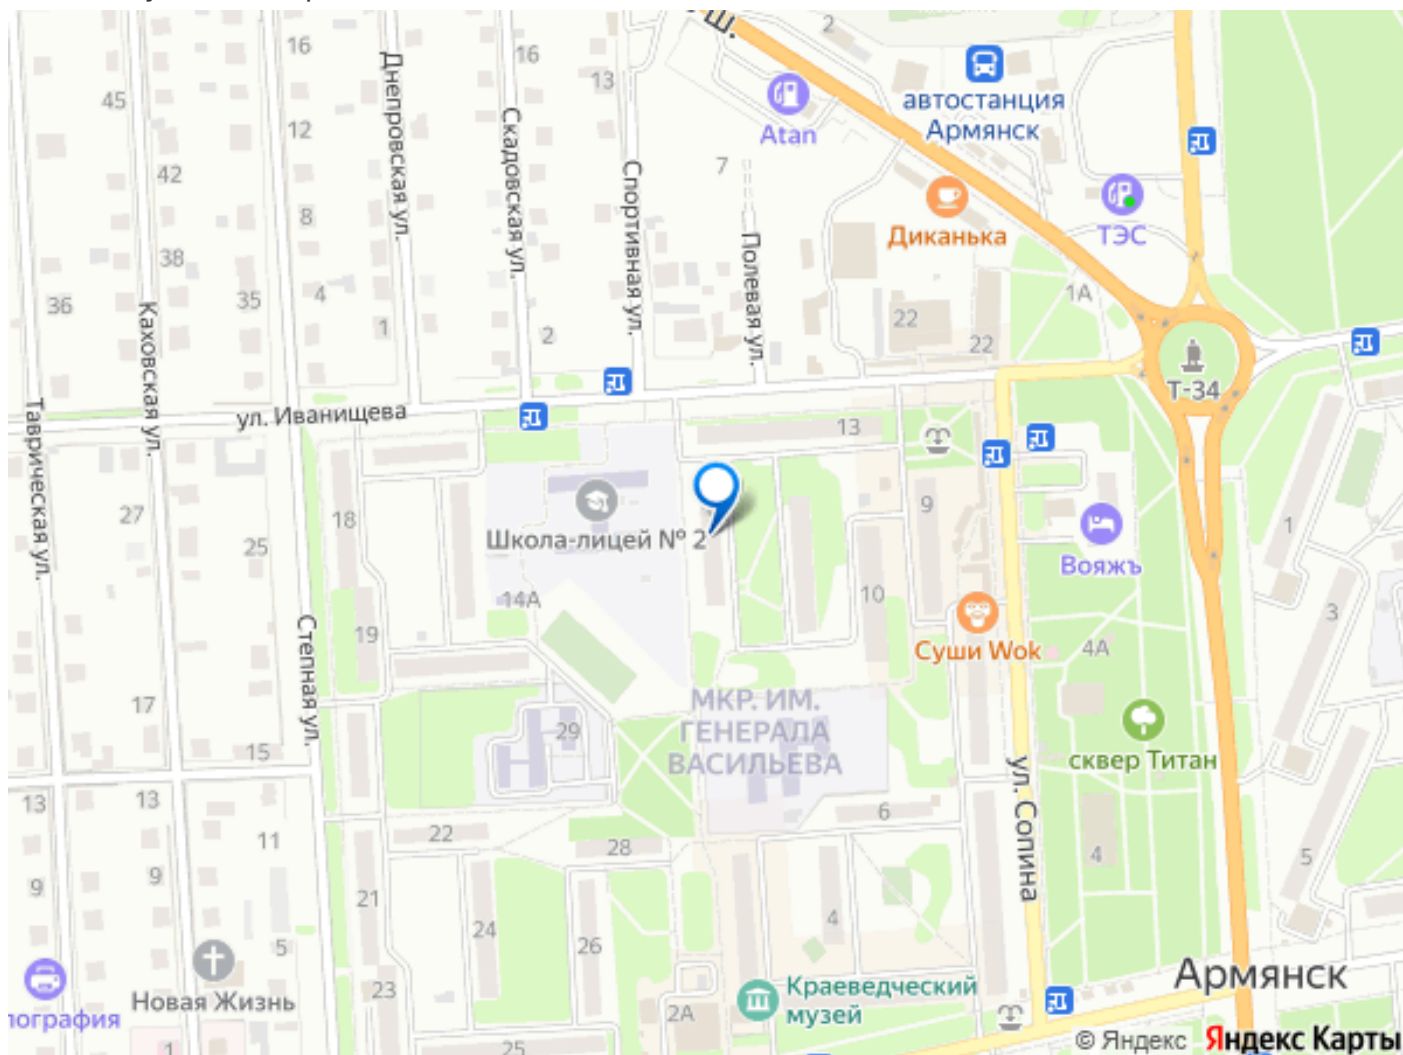 Ш.
2
16
16
13
45
12
42
8
38
36
35
4
1
2
7
Днепровская ул.
Скадовская ул.
Спортивная ул.
Полевая ул.
Каховская ул.
Таврическая ул.
Степная ул.
ул. Иванищева
Atan
автостанция
Армянск
Диканька
ТЭС
1А
22
22
Т-34
13
9
18
27
25
Школа-лицей № 2
14А
19
10
Вояжъ
Суши Wok
4А
1
3
17
15
29
МКР. ИМ.
ГЕНЕРАЛА
ВАСИЛЬЕВА
сквер Титан
ул. Сопина
13
13
11
22
28
6
4
5
9
9
21
24
26
4
5
Новая Жизнь
пография
23
2А
Краеведческий
музей
Армянск
1
25
© Яндекс Яндекс Карты